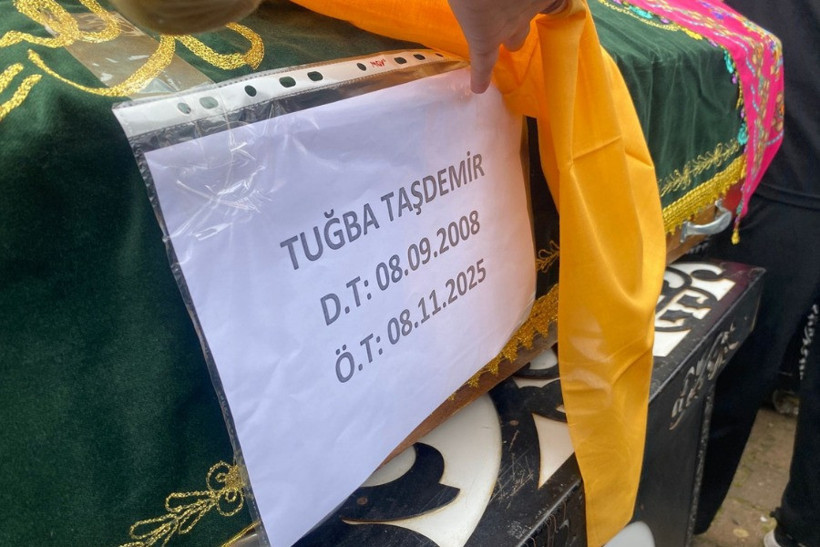 TUĞBA TAŞDEMİR
D.T: 08.09.2008
Ö.T: 08.11.2025